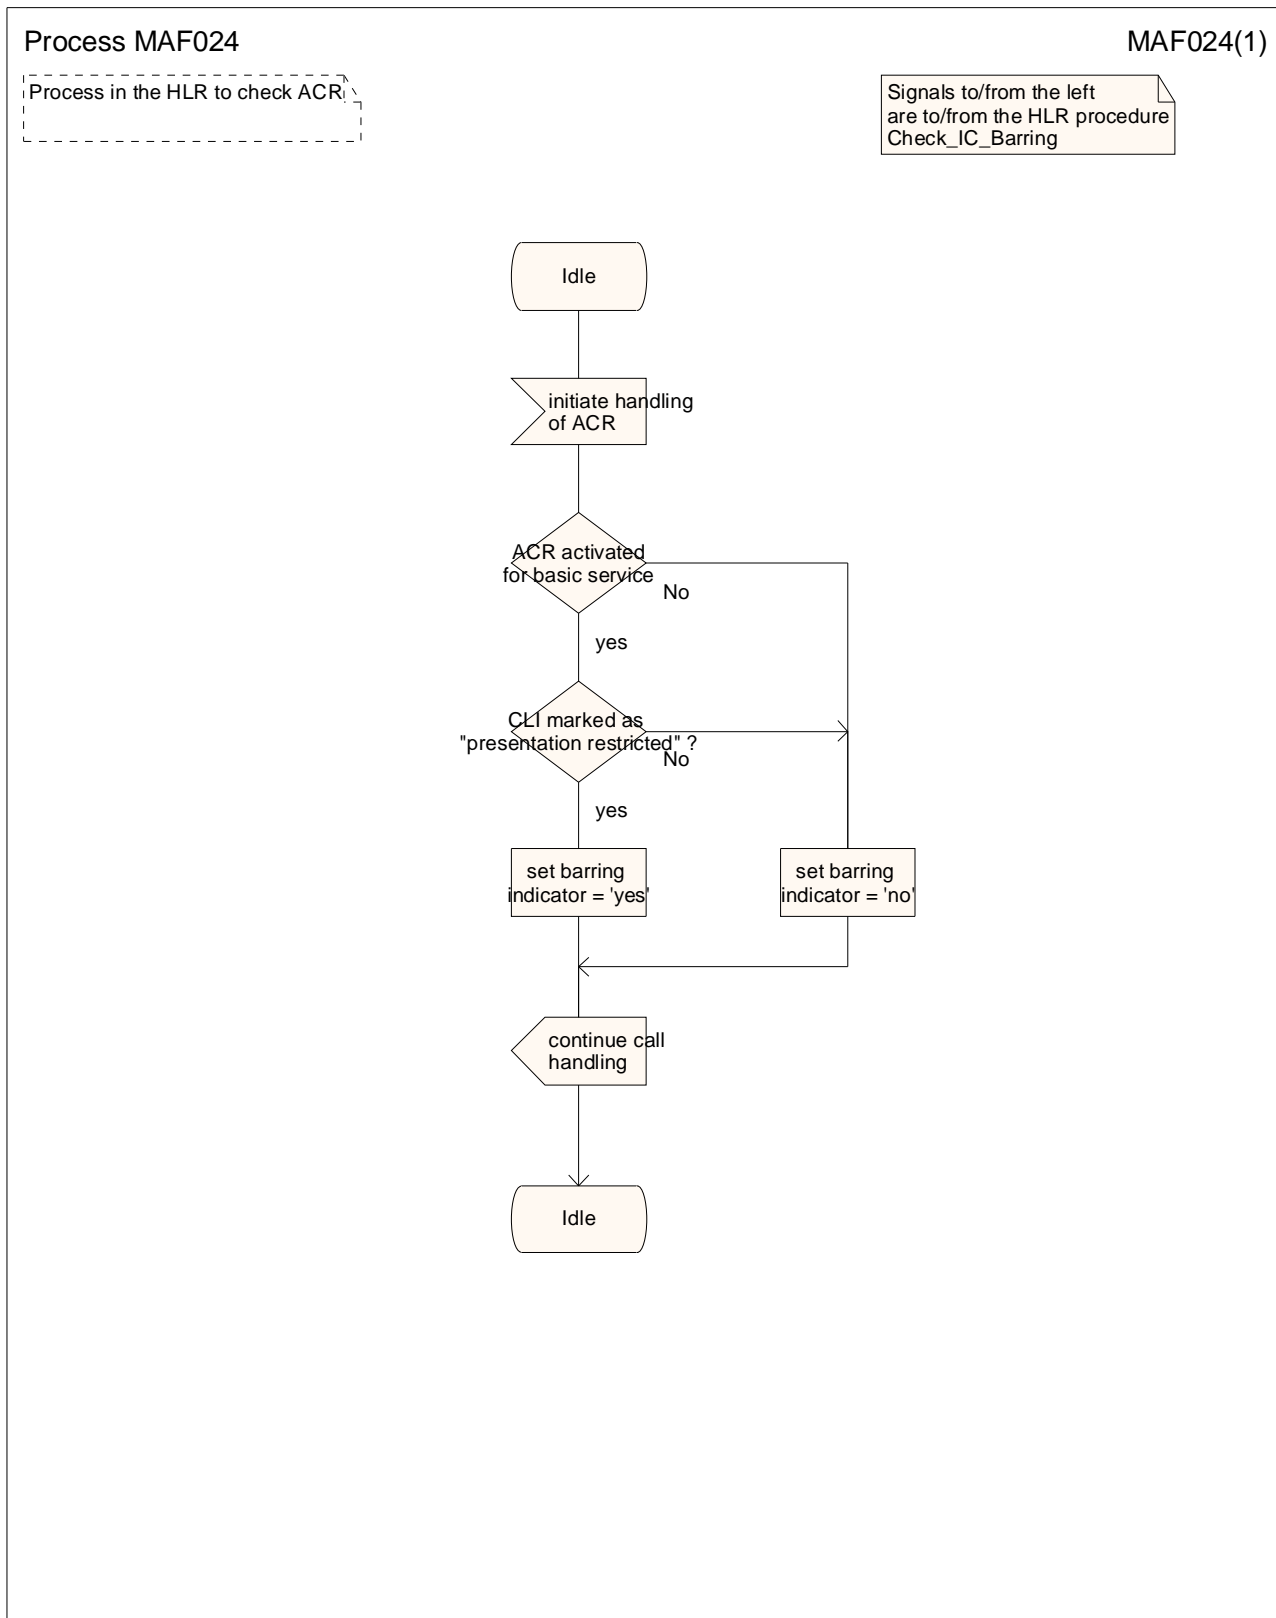 Process MAF024
MAF024(1)
Process in the HLR to check ACR
Signals to/from the left
are to/from the HLR procedure
Check_IC_Barring
Idle
initiate handling
of ACR
ACR activated
for basic service
No
yes
CLI marked as
"presentation restricted" ?
No
yes
set barring
indicator = 'yes'
set barring
indicator = 'no'
continue call
handling
Idle